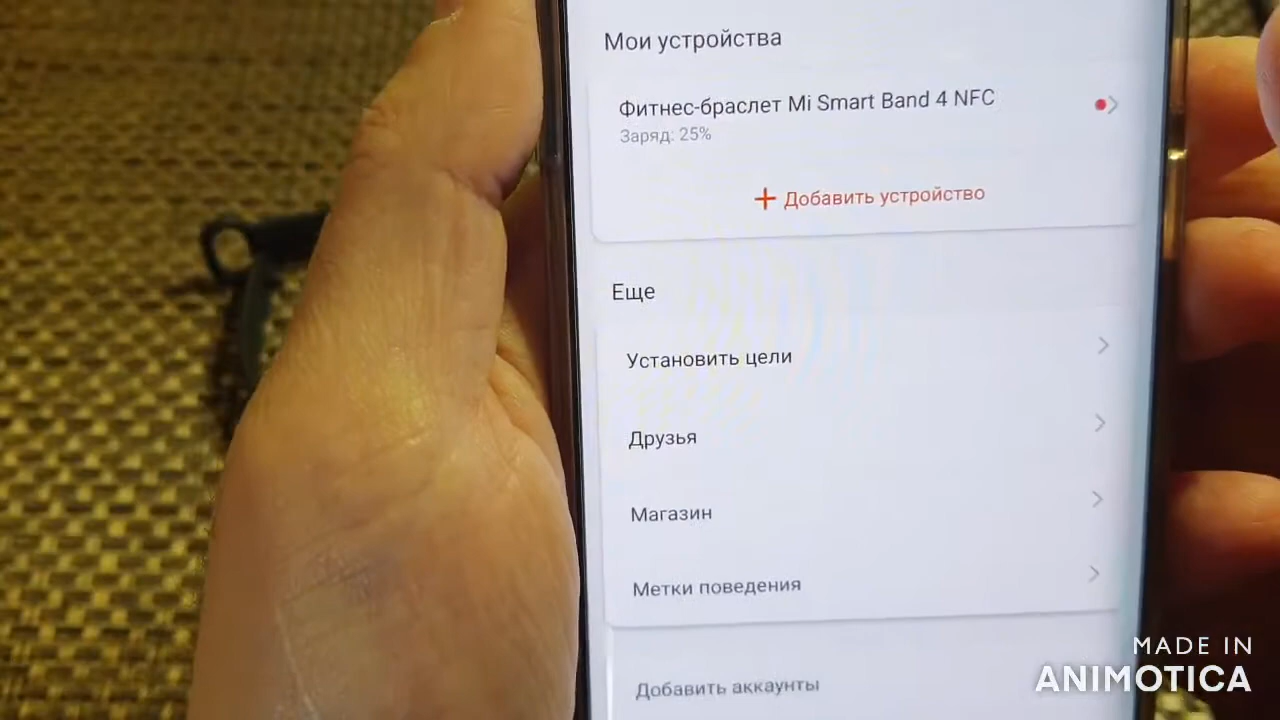 Мои устройства
Фитнес-браслет Mi Smart Band 4 NFC
Заряд: 25%
+ Добавить устройство
Еще
Установить цели
Друзья
Магазин
Метки поведения
Добавить аккаунты
MADE IN
ANIMOTICA